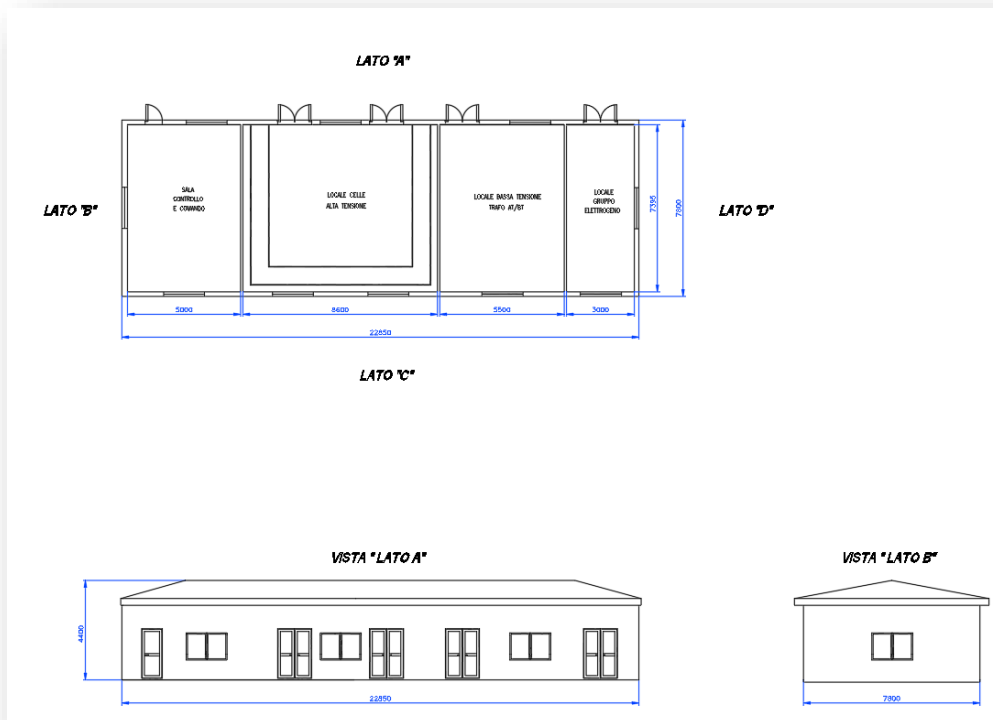 LATO "A"
SALA
CONTROLLO
E COMANDO
LOCALE CELLE
ALTA TENSIONE
LOCALE BASSA TENSIONE
TRAFO AT/BT
LOCALE
GRUPPO
ELETTROGENO
7395
7800
LATO "B"
LATO "D"
5000
8600
5500
3000
22850
LATO "C"
VISTA " LATO A"
VISTA " LATO B"
4400
22850
7800